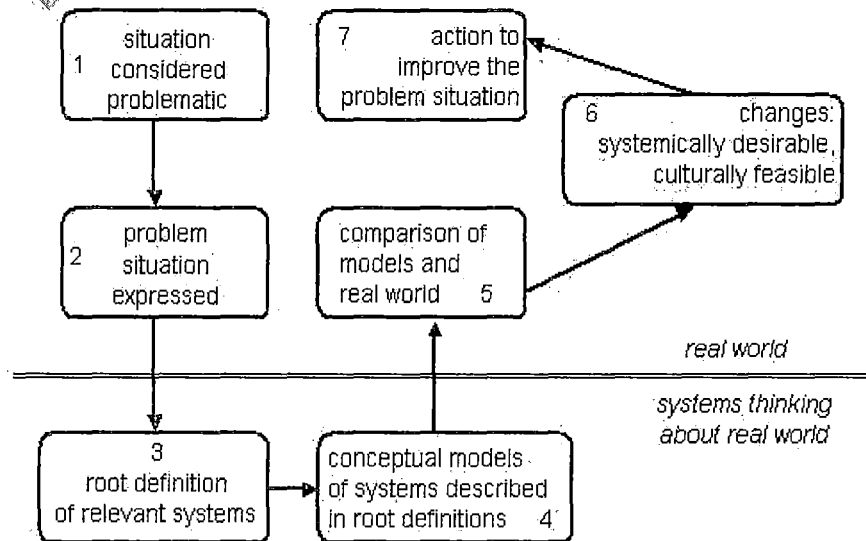 1 situation
considered
problematic
2 problem
situation
expressed
3
root definition
of relevant systems
conceptual models
of systems described
in root definitions 4
comparison of
models and
real world 5
6 changes:
systemically desirable,
culturally feasible
7 action to
improve the
problem situation
real world
systems thinking
about real world